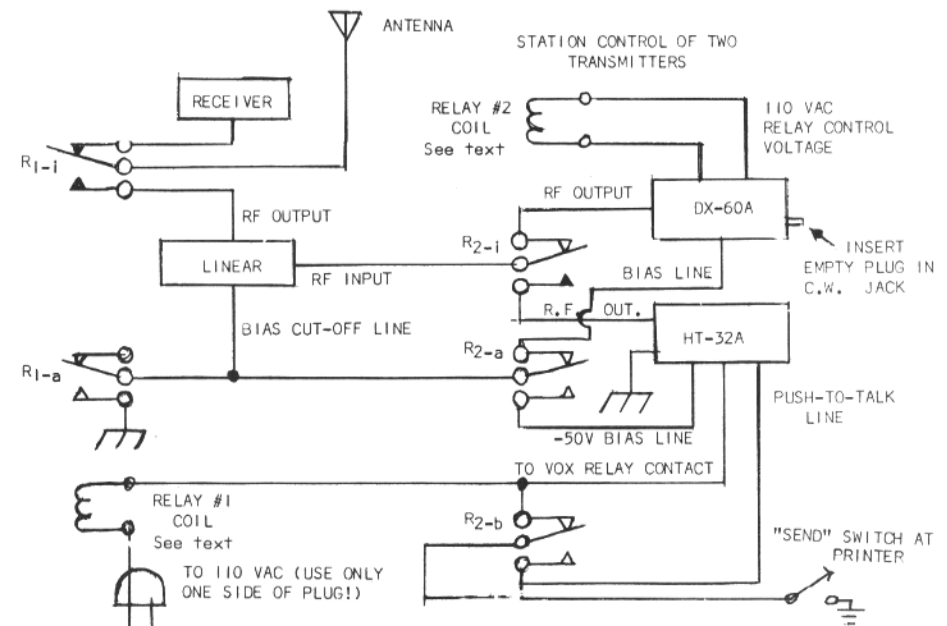 ANTENNA
STATION CONTROL OF TWO
TRANSMITTERS
RECEIVER
RELAY #2
COIL
See text
110 VAC
RELAY CONTROL
VOLTAGE
R1-i
RF OUTPUT
RF OUTPUT
DX-60A
LINEAR
RF INPUT
R2-i
BIAS LINE
INSERT
EMPTY PLUG IN
C.W. JACK
R.F. OUT.
BIAS CUT-OFF LINE
HT-32A
R1-a
R2-a
PUSH-TO-TALK
LINE
-50V BIAS LINE
TO VOX RELAY CONTACT
RELAY #1
COIL
See text
R2-b
"SEND" SWITCH AT
PRINTER
TO 110 VAC (USE ONLY
ONE SIDE OF PLUG!)